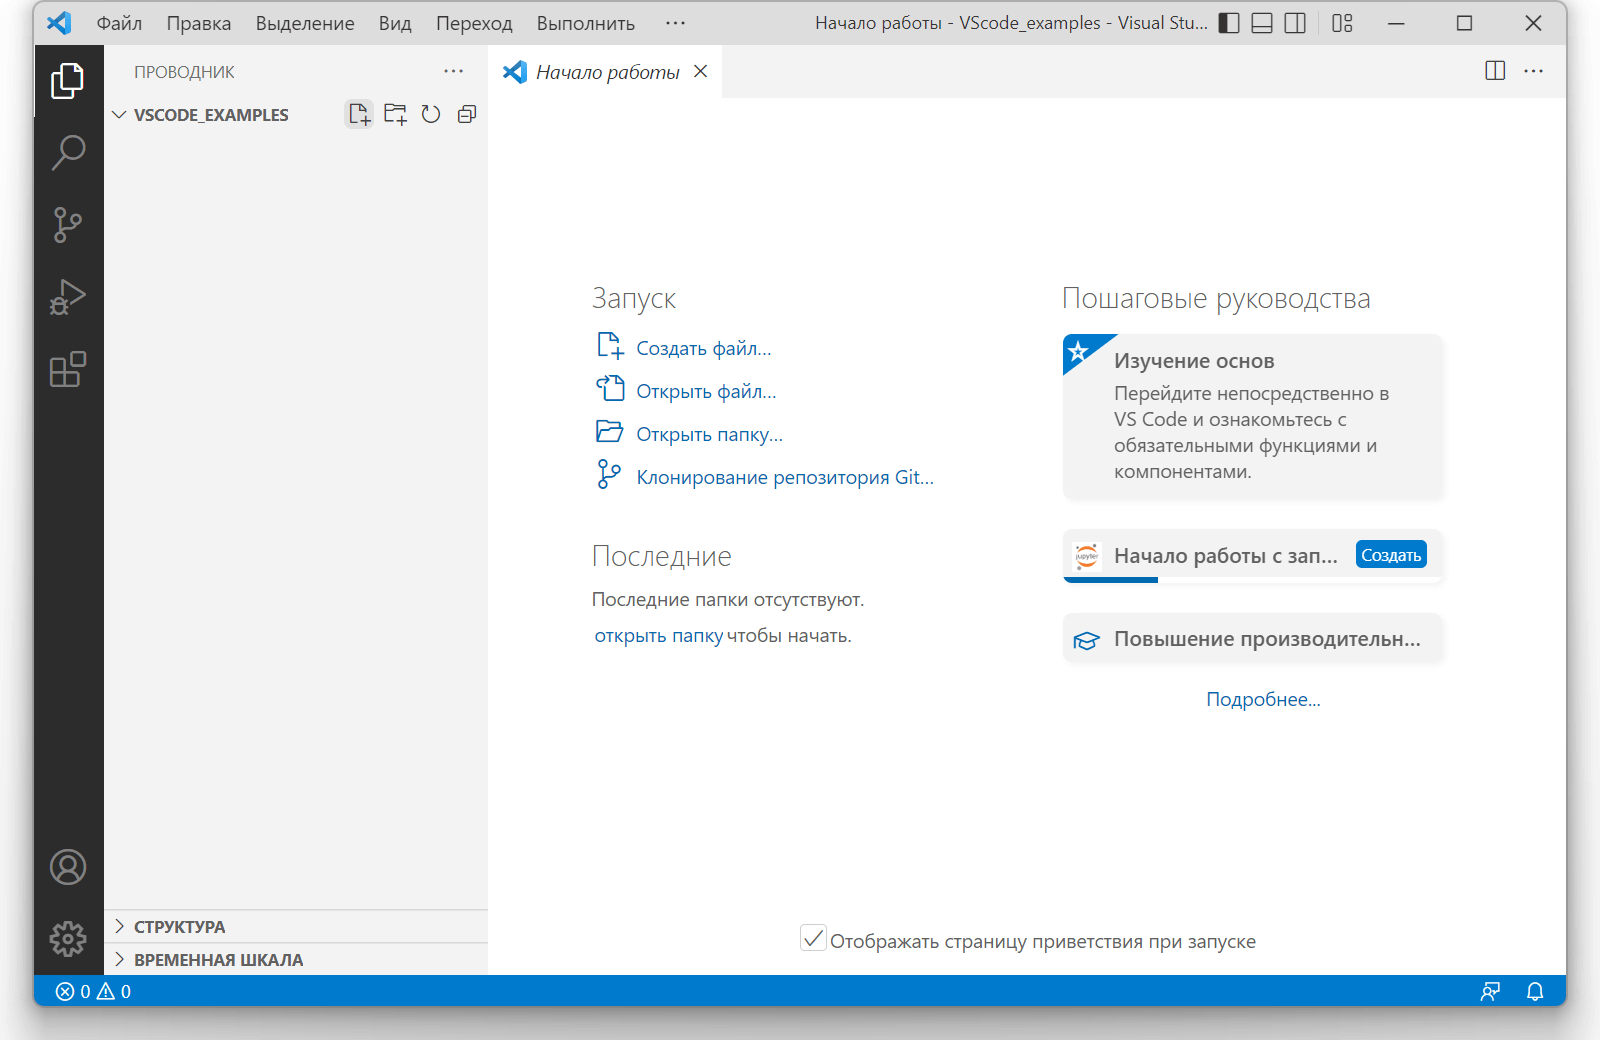 Файл Правка Выделение Вид Переход Выполнить ··· Начало работы - VScode_examples - Visual Stu...
ПРОВОДНИК ···
Начало работы
VSCODE_EXAMPLES
Запуск
Создать файл...
Открыть файл...
Открыть папку...
Клонирование репозитория Git...
Последние
Последние папки отсутствуют.
открыть папку чтобы начать.
Пошаговые руководства
Изучение основ
Перейдите непосредственно в
VS Code и ознакомьтесь с
обязательными функциями и
компонентами.
jupyter
Начало работы с зап... Создать
Повышение производительн...
Подробнее...
Отображать страницу приветствия при запуске
СТРУКТУРА
ВРЕМЕННАЯ ШКАЛА
0 0